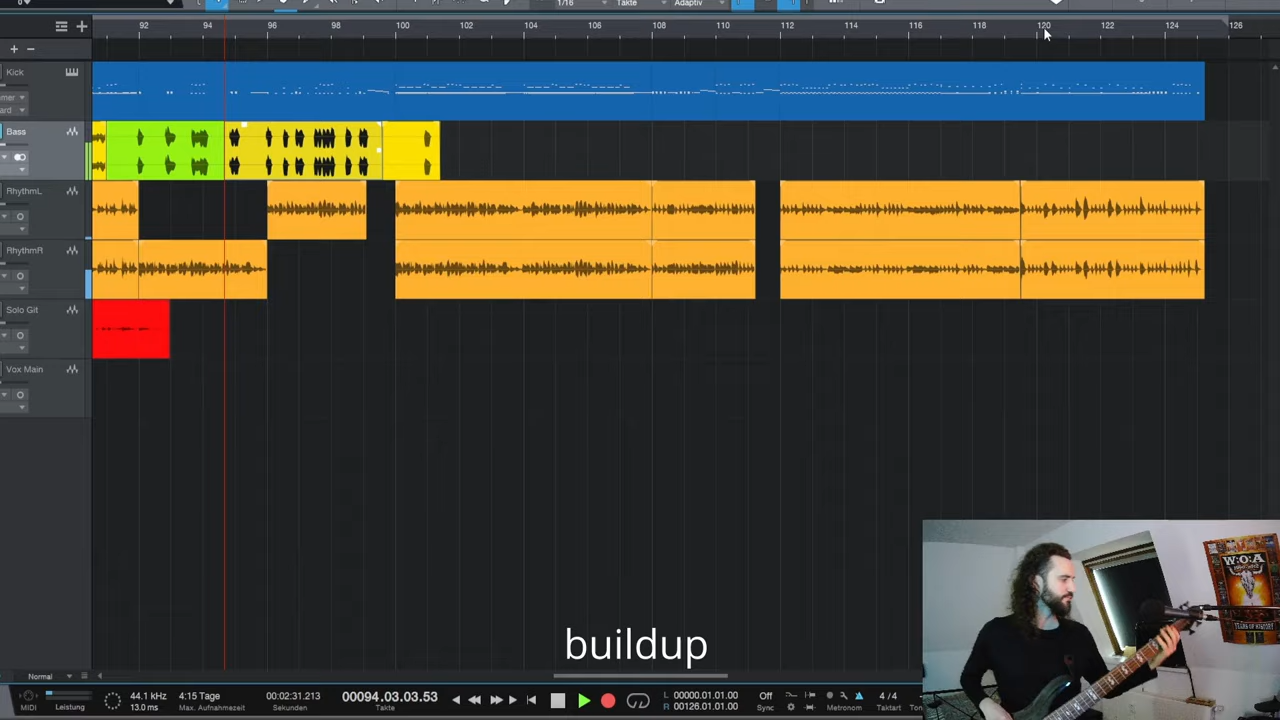 1/16 Takte Adaptiv
92 94 96 98 100 102 104 106 108 110 112 114 116 118 120 122 124 126
Kick
Bass
RhythmL
RhythmR
Solo Git
Vox Main
W:O:A
buildup
Normal
MIDI
Leistung
44.1 kHz
13.0 ms
4:15 Tage
Max. Aufnahmezeit
00:02:31.213
Sekunden
00094.03.03.53
Takte
L 00000.01.01.00
R 00126.01.01.00
Off
Sync
Metronom
4 / 4
Taktart